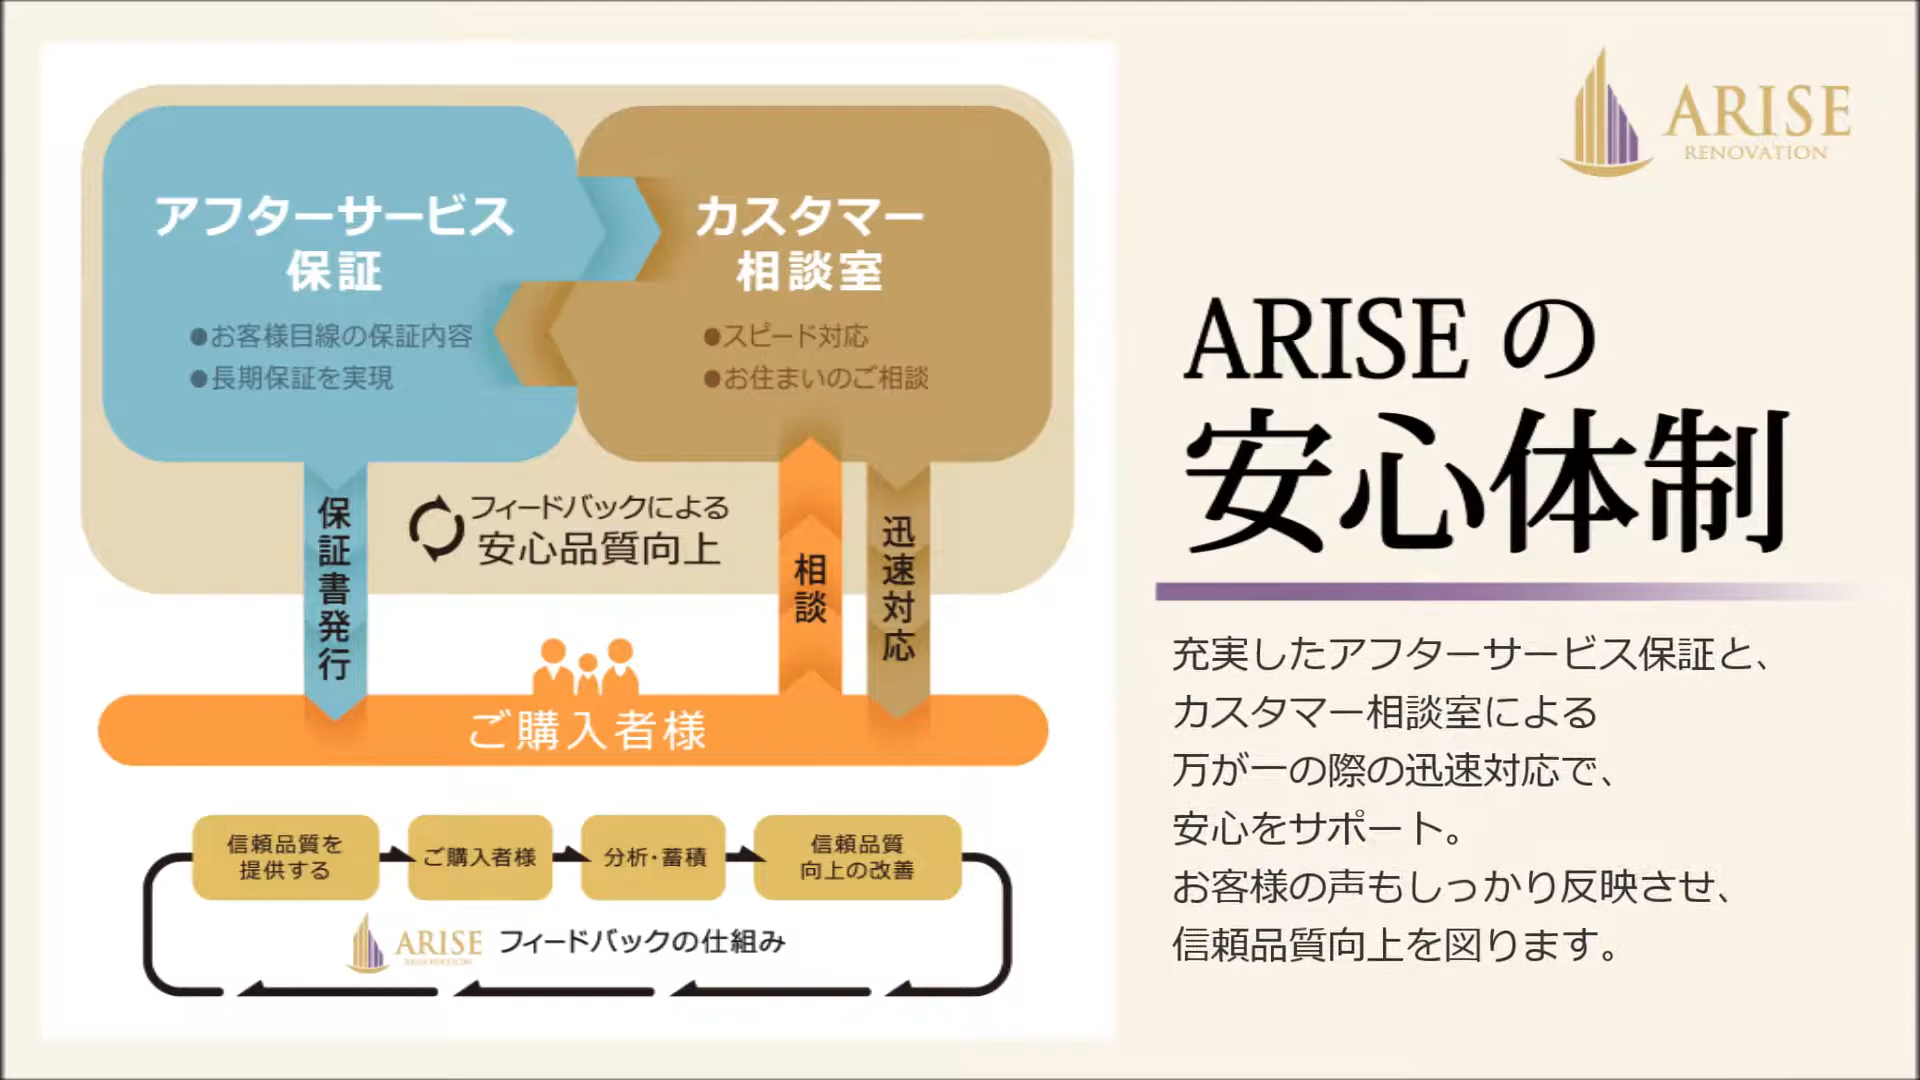 アフターサービス
保証
●お客様目線の保証内容
●長期保証を実現
カスタマー
相談室
●スピード対応
●お住まいのご相談
保証書発行
フィードバックによる
安心品質向上
相談
迅速対応
ご購入者様
信頼品質を
提供する
ご購入者様
分析・蓄積
信頼品質
向上の改善
ARISE フィードバックの仕組み
ARISE
RENOVATION
ARISE の
安心体制
充実したアフターサービス保証と、
カスタマー相談室による
万が一の際の迅速対応で、
安心をサポート。
お客様の声もしっかり反映させ、
信頼品質向上を図ります。